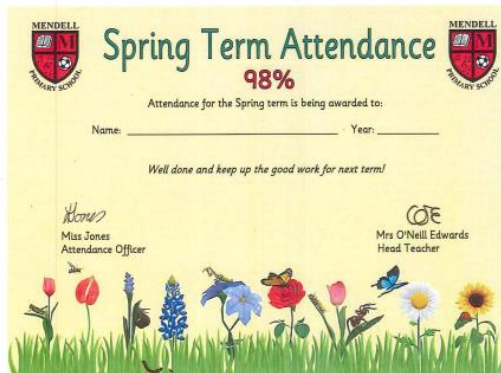 MENDELL
M
PRIMARY SCHOOL
Spring Term Attendance
98%
MENDELL
M
PRIMARY SCHOOL
Attendance for the Spring term is being awarded to:
Name: Year:
Well done and keep up the good work for next term!
Miss Jones
Attendance Officer
Mrs O'Neill Edwards
Head Teacher